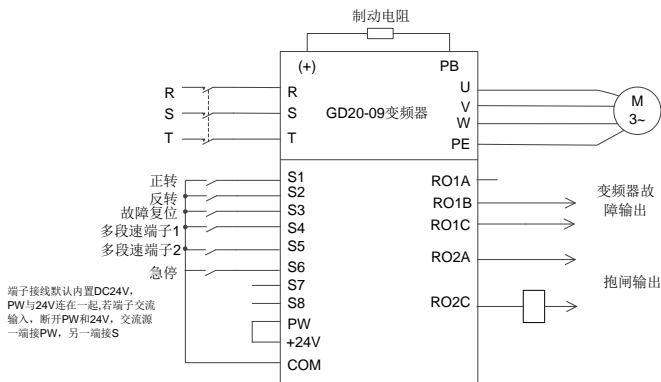 制动电阻
(+)
PB
R
S
T
R
S
T
GD20-09变频器
U
V
W
PE
M
3~
正转
反转
故障复位
多段速端子1
多段速端子2
急停
S1
S2
S3
S4
S5
S6
S7
S8
PW
+24V
COM
RO1A
RO1B
RO1C
RO2A
RO2C
变频器故
障输出
抱闸输出
端子接线默认内置DC24V，
PW与24V连在一起,若端子交流
输入，断开PW和24V，交流源
一端接PW，另一端接S